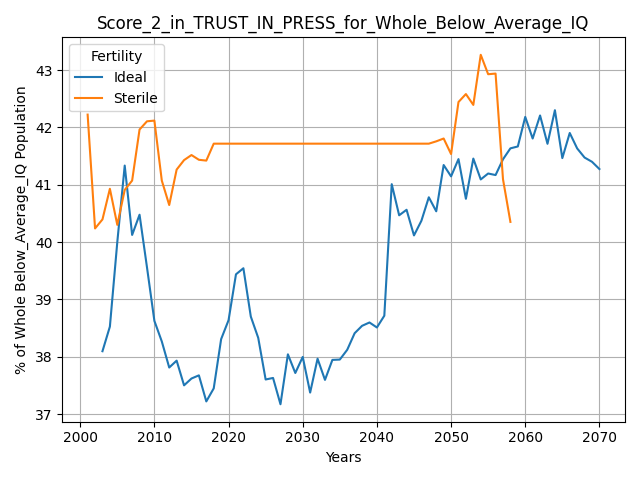 Score_2_in_TRUST_IN_PRESS_for_Whole_Below_Average_IQ
Fertility
Ideal
Sterile
% of Whole Below_Average_IQ Population
43
42
41
40
39
38
37
2000 2010 2020 2030 2040 2050 2060 2070
Years